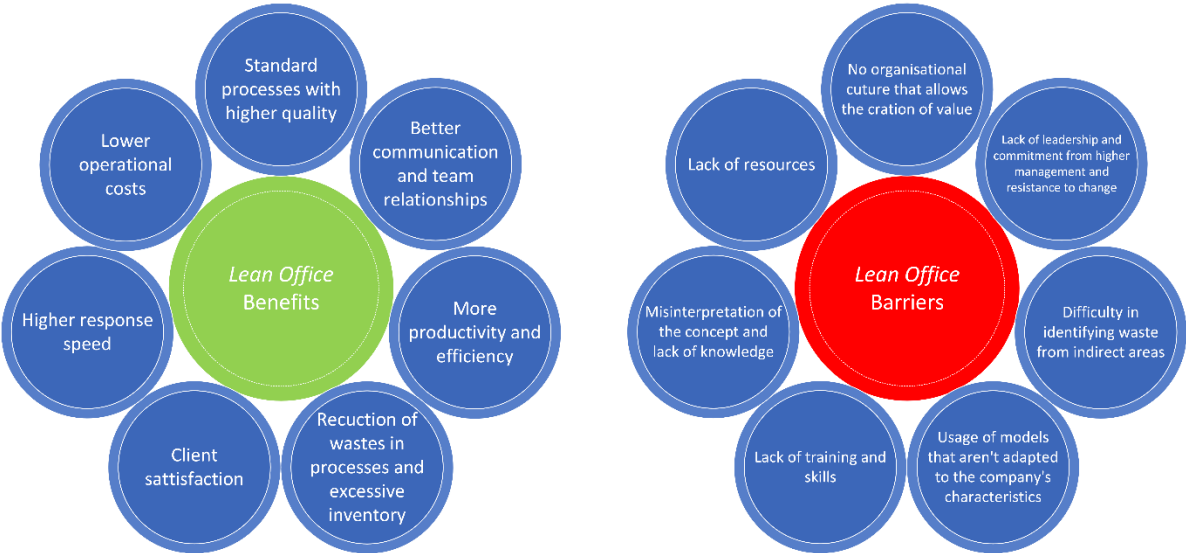 Standard
processes with
higher quality
Better
communication
and team
relationships
More
productivity and
efficiency
Recuction of
wastes in
processes and
excessive
inventory
Client
sattisfaction
Higher response
speed
Lower
operational
costs
Lean Office
Benefits
No organisational
cuture that allows
the cration of value
Lack of leadership and
commitment from higher
management and
resistance to change
Difficulty in
identifying waste
from indirect areas
Usage of models
that aren't adapted
to the company's
characteristics
Lack of training and
skills
Misinterpretation of
the concept and
lack of knowledge
Lack of resources
Lean Office
Barriers